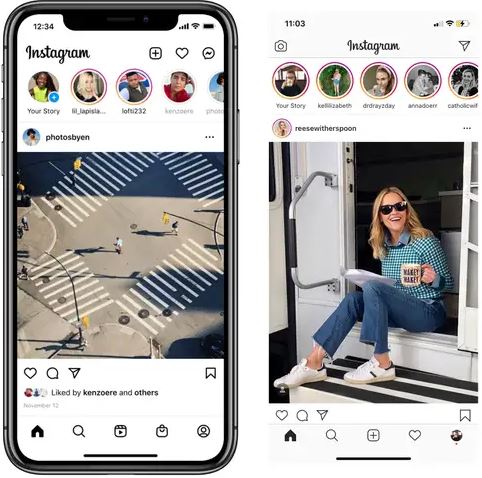 12:34
Instagram
Your Story
lil_lapisla...
lofti232
kenzoere
photosbyen
Liked by kenzoere and others
November 12
11:03
Instagram
Your Story
kellilizabeth
drdrayday
annadoerr
catholicwif
reesewitherspoon
WAKEY
WAKEY